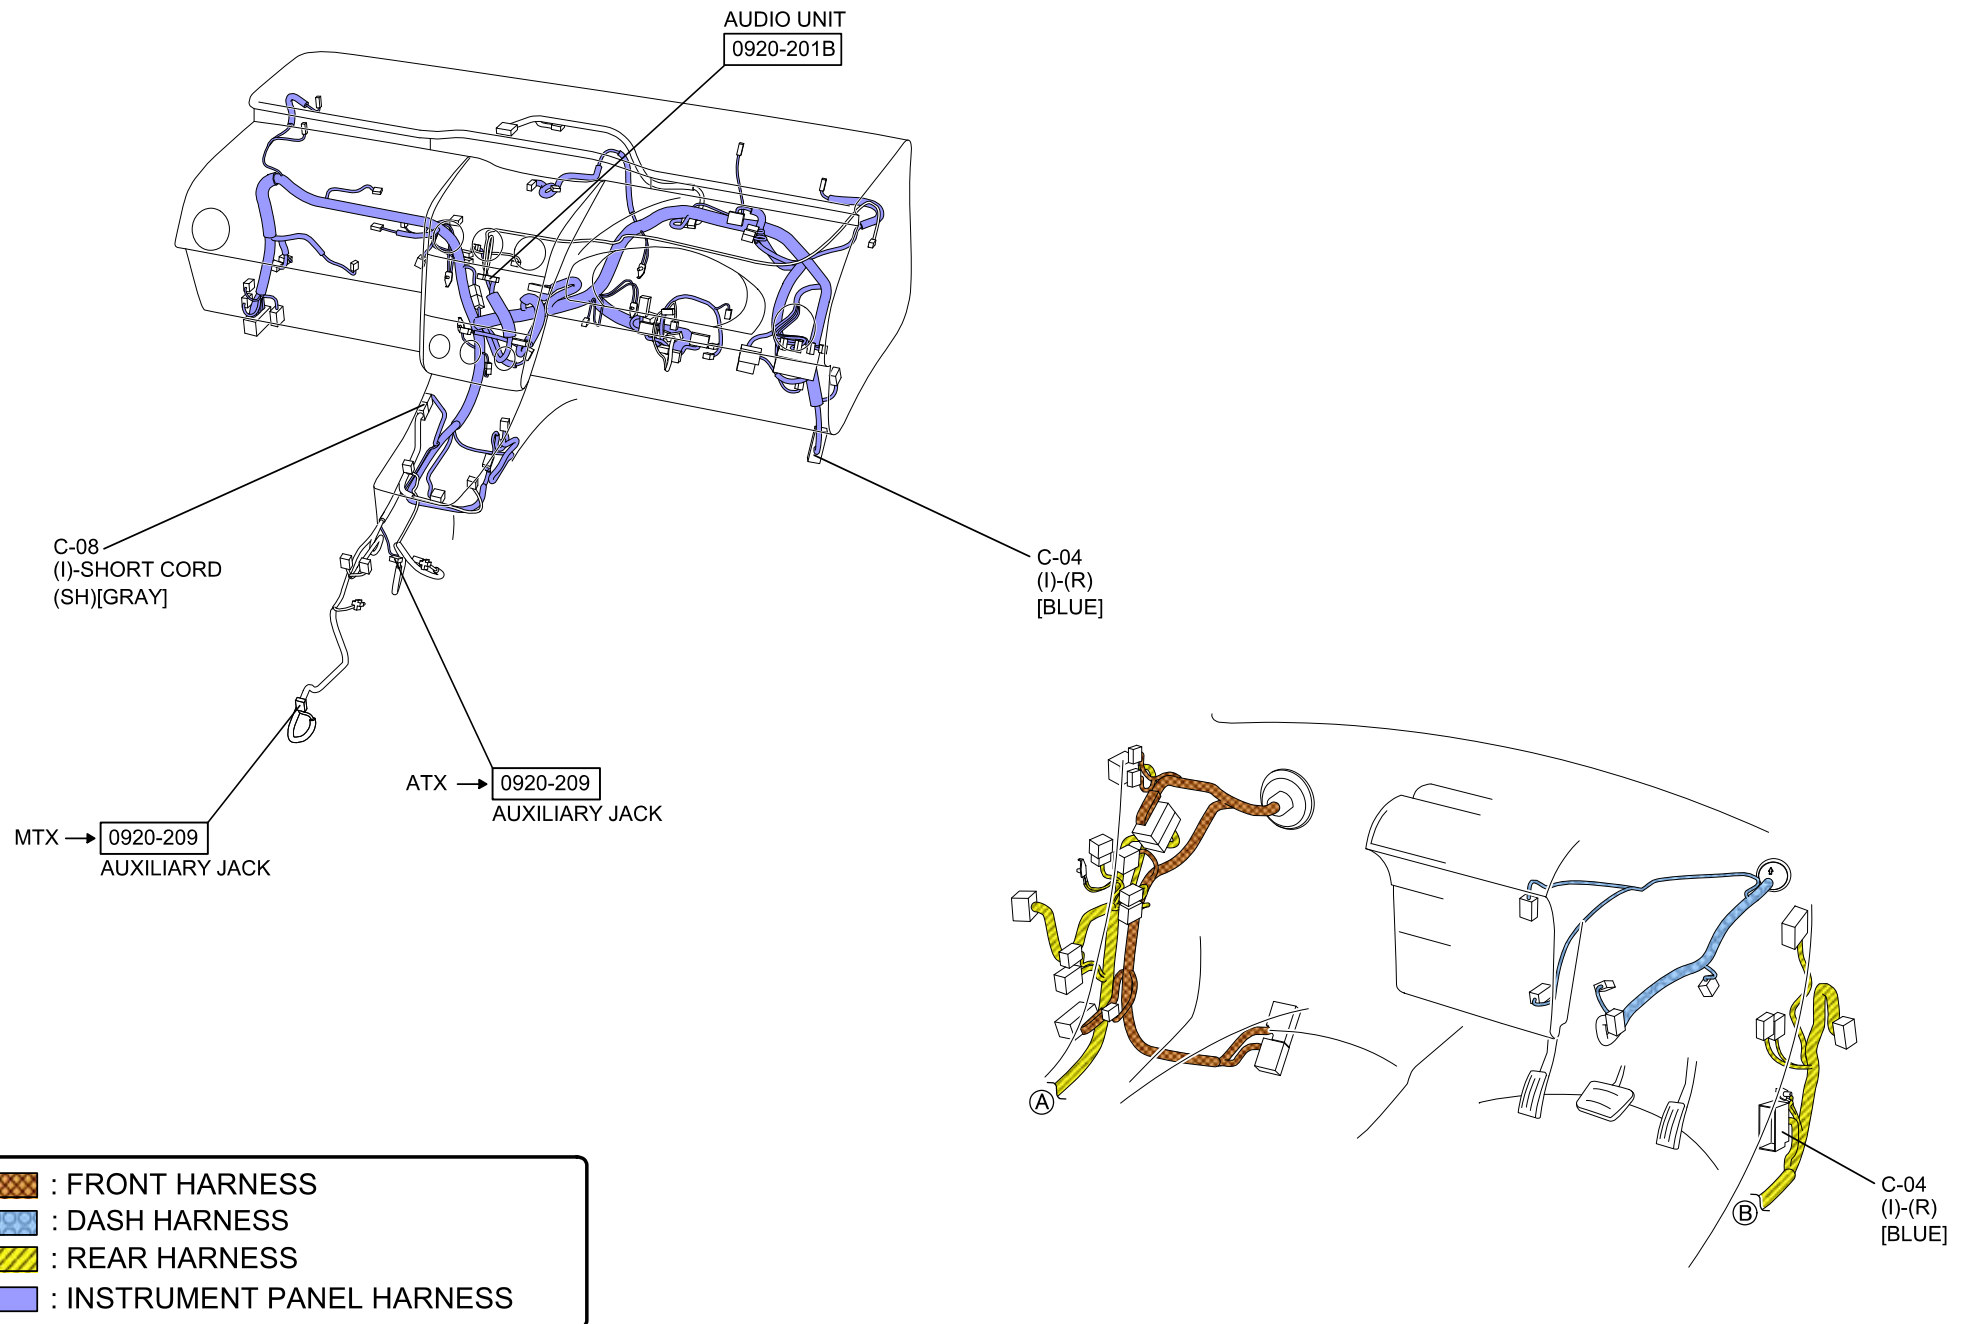 AUDIO UNIT
0920-201B
C-08
(I)-SHORT CORD
(SH)[GRAY]
C-04
(I)-(R)
[BLUE]
ATX
0920-209
AUXILIARY JACK
MTX
0920-209
AUXILIARY JACK
A
B
C-04
(I)-(R)
[BLUE]
: FRONT HARNESS
: DASH HARNESS
: REAR HARNESS
: INSTRUMENT PANEL HARNESS